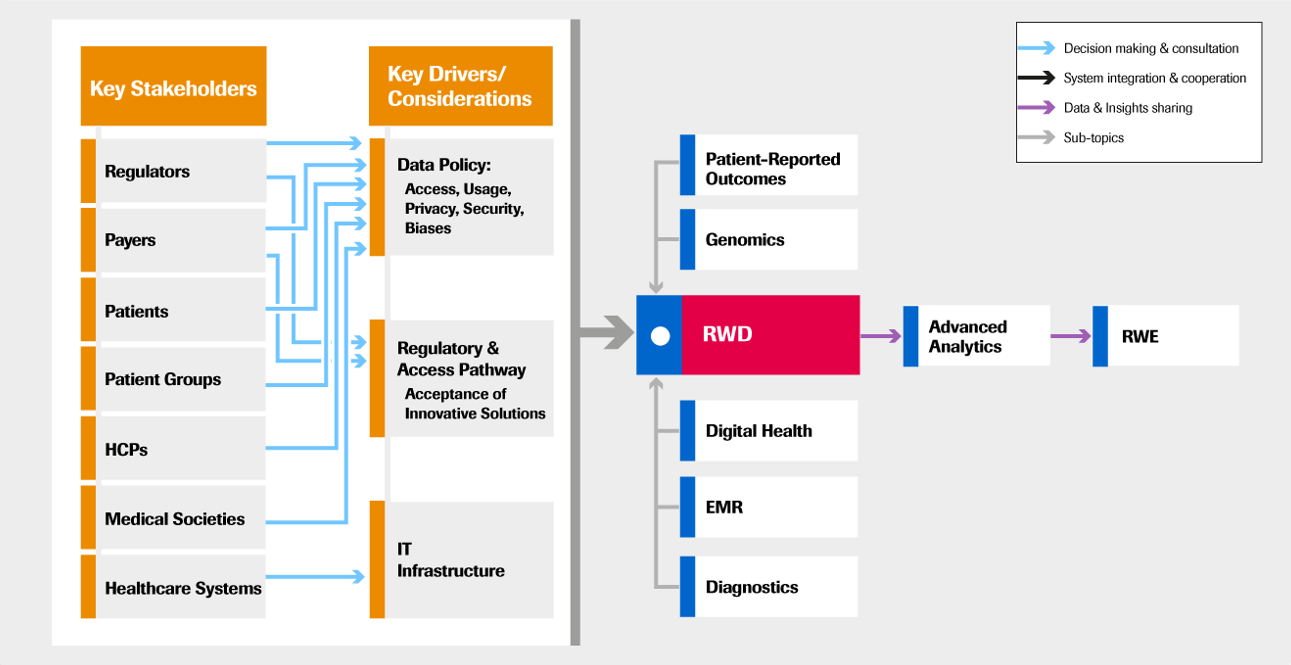 Key Stakeholders
Regulators
Payers
Patients
Patient Groups
HCPs
Medical Societies
Healthcare Systems
Key Drivers/
Considerations
Data Policy:
Access, Usage,
Privacy, Security,
Biases
Regulatory &
Access Pathway
Acceptance of
Innovative Solutions
IT
Infrastructure
Patient-Reported
Outcomes
Genomics
RWD
Digital Health
EMR
Diagnostics
Advanced
Analytics
RWE
Decision making & consultation
System integration & cooperation
Data & Insights sharing
Sub-topics